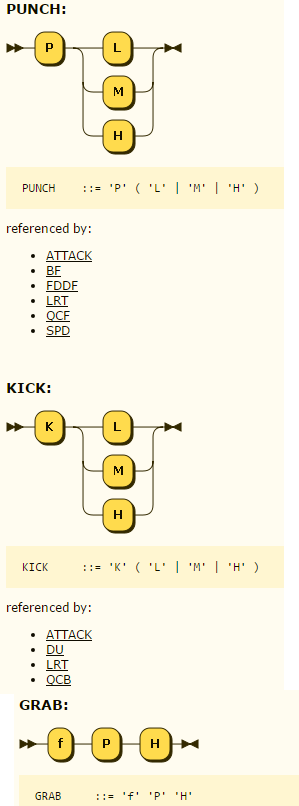 PUNCH:
P L
M
H
PUNCH ::= 'P' ( 'L' | 'M' | 'H' )
referenced by:
ATTACK
BF
FDDF
LRT
QCF
SPD
KICK:
K L
M
H
KICK ::= 'K' ( 'L' | 'M' | 'H' )
referenced by:
ATTACK
DU
LRT
QCB
GRAB:
f P H
GRAB ::= 'f' 'P' 'H'